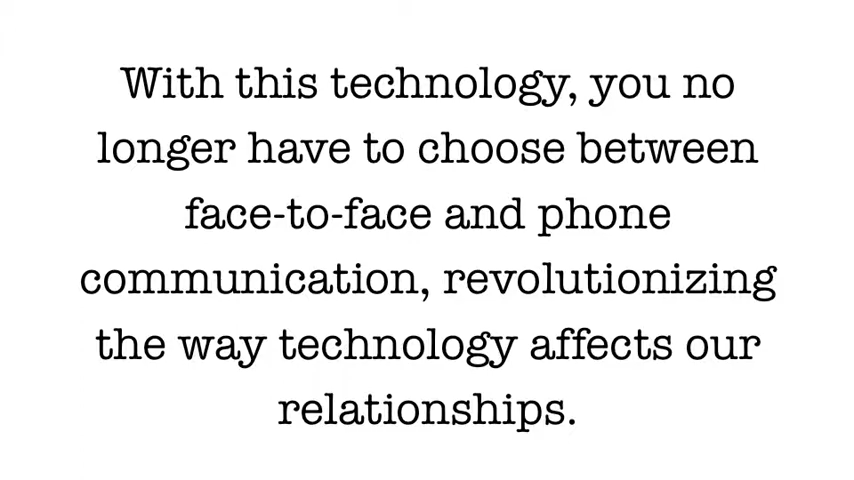 With this technology, you no
longer have to choose between
face-to-face and phone
communication, revolutionizing
the way technology affects our
relationships.